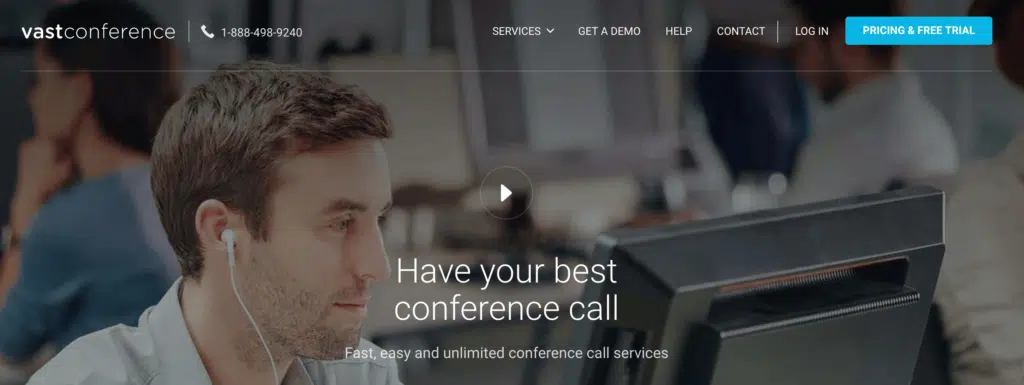 vastconference
1-888-498-9240
SERVICES
GET A DEMO
HELP
CONTACT
LOG IN
PRICING & FREE TRIAL
Have your best
conference call
Fast, easy and unlimited conference call services